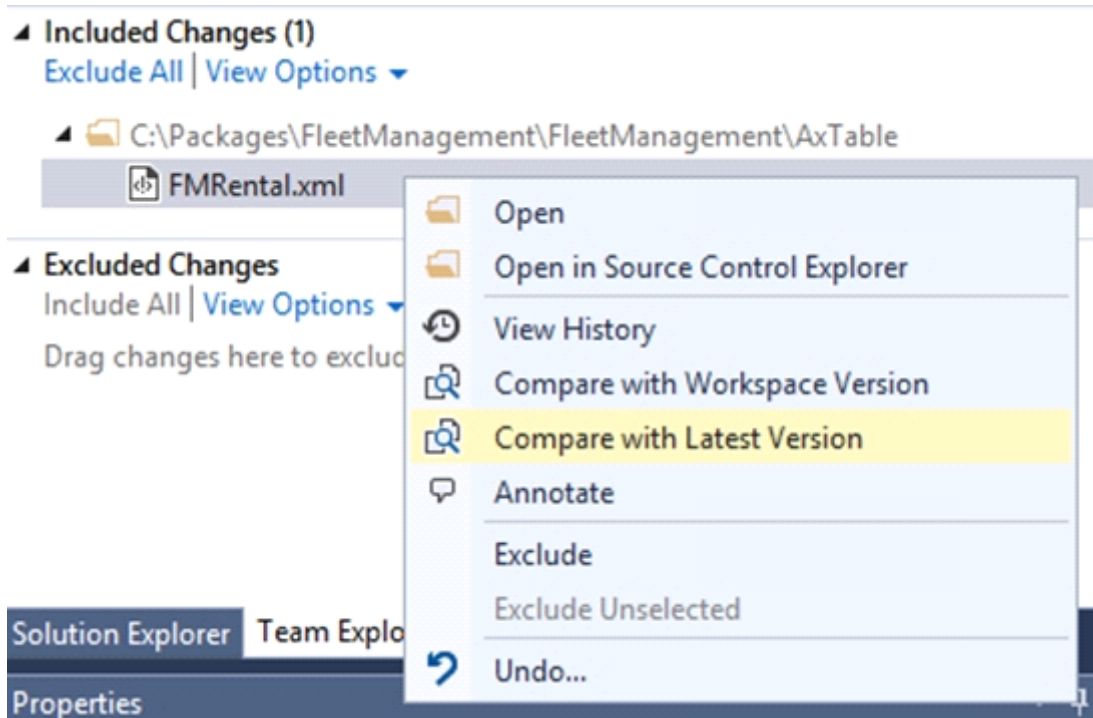 Included Changes (1)
Exclude All | View Options
C:\Packages\FleetManagement\FleetManagement\AxTable
FMRental.xml
Open
Open in Source Control Explorer
Excluded Changes
Include All | View Options
View History
Drag changes here to exclud
Compare with Workspace Version
Compare with Latest Version
Annotate
Exclude
Exclude Unselected
Solution Explorer
Team Explo
Undo...
Properties